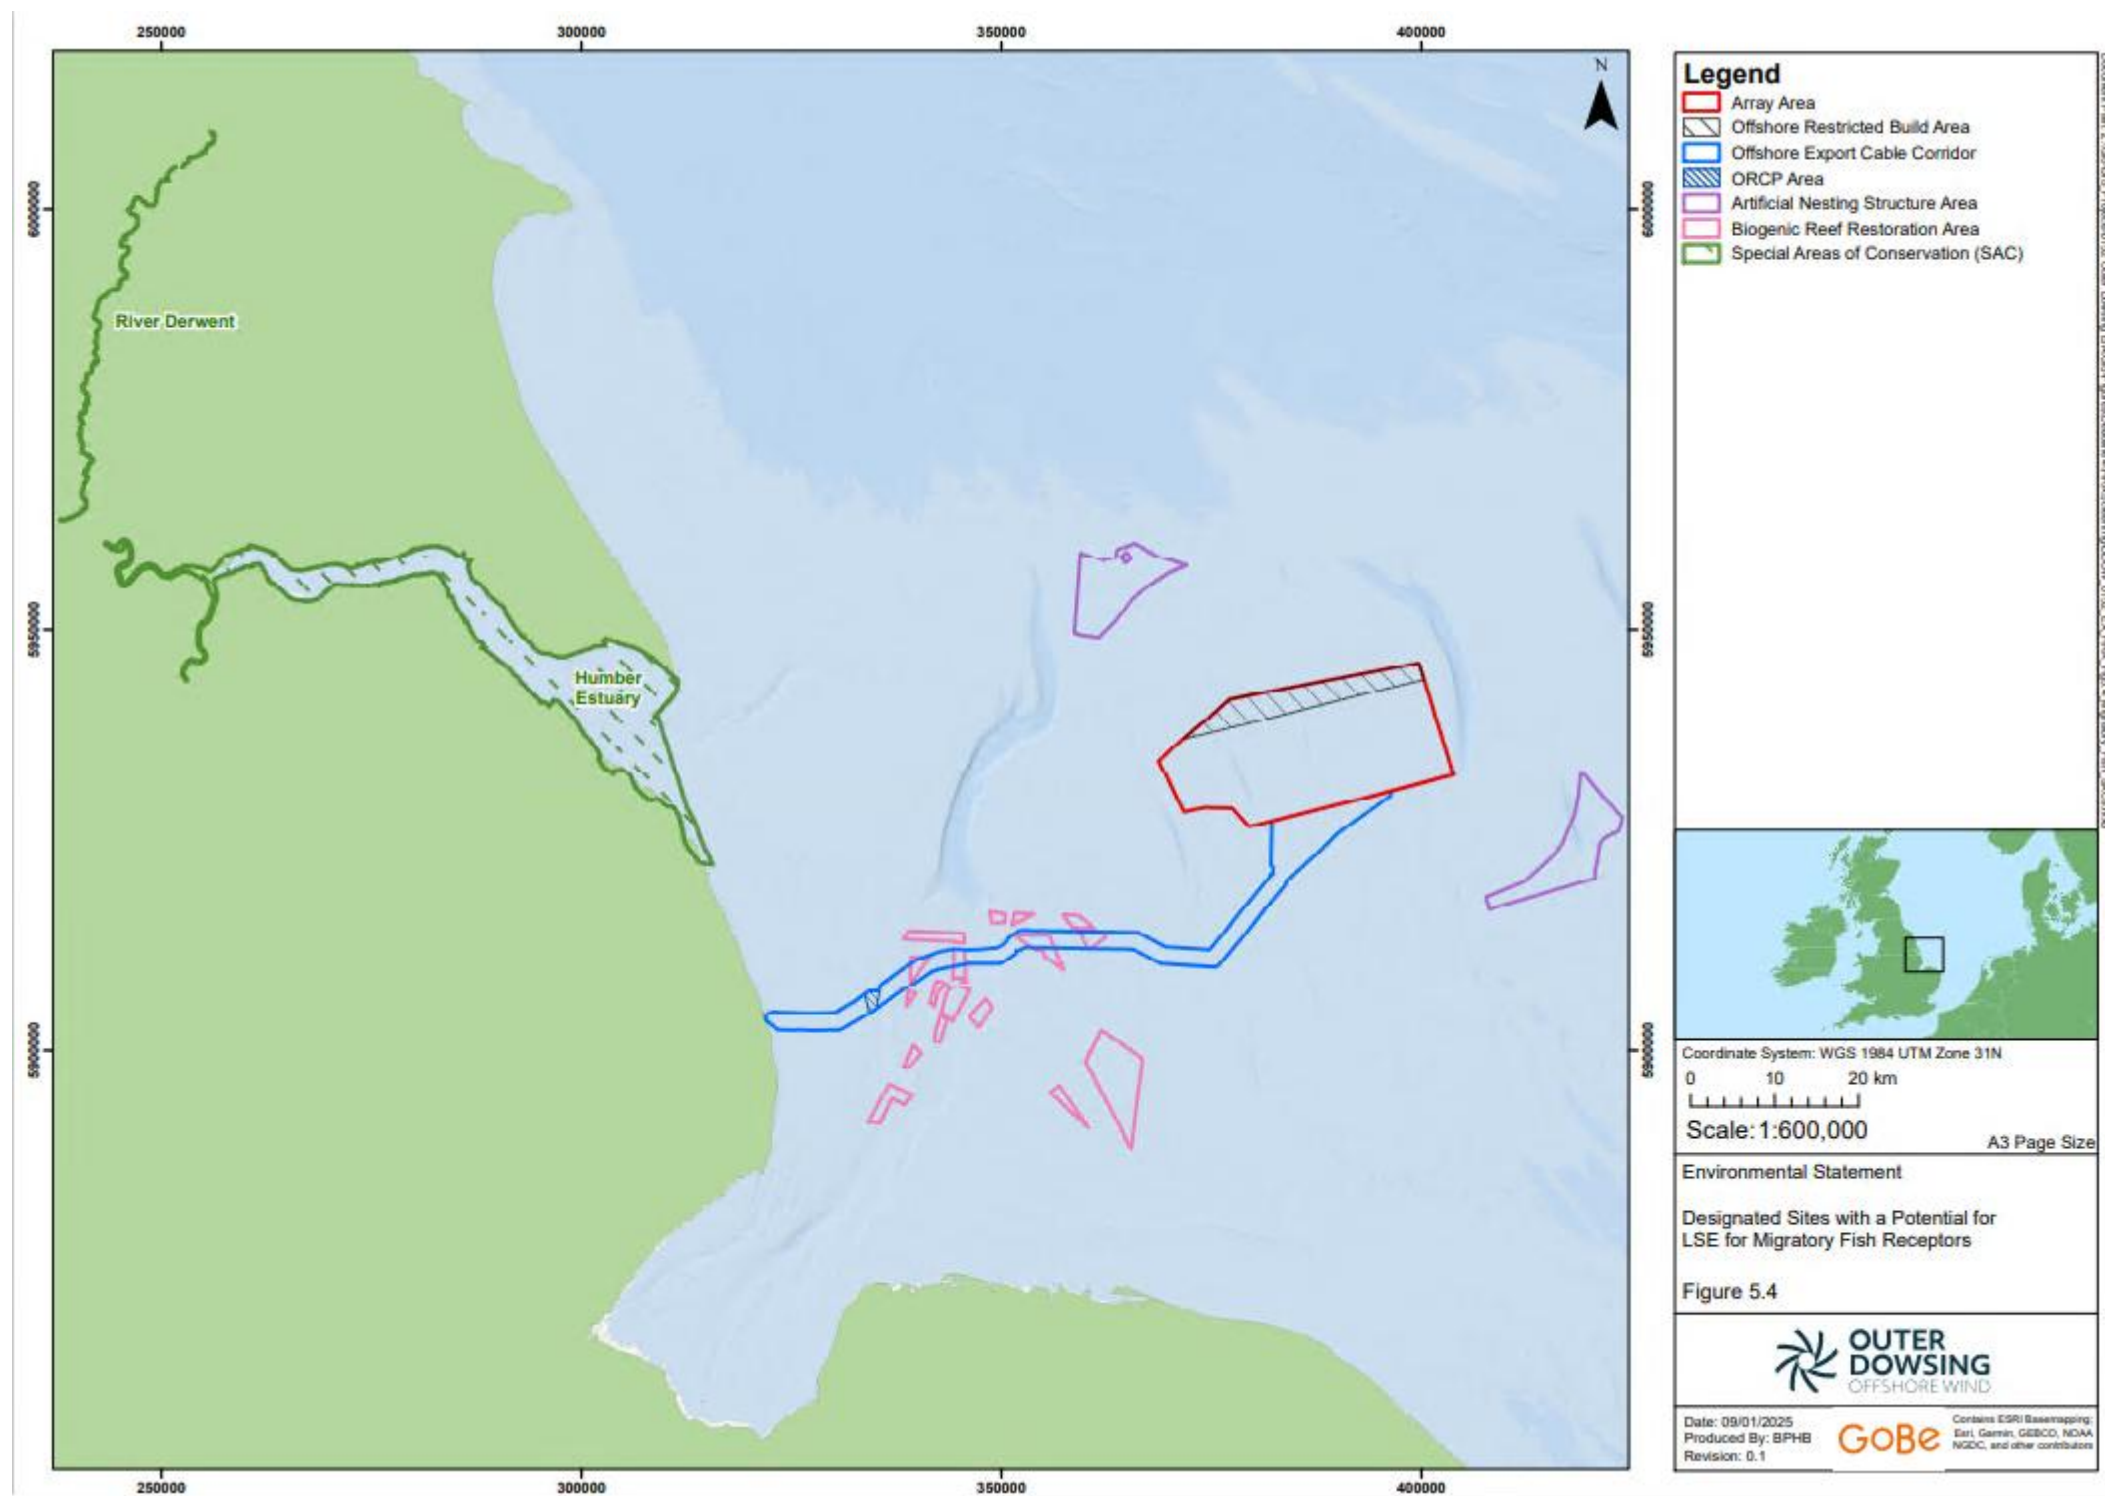 250000
300000
350000
400000
N
6000000
6000000
5950000
5950000
5900000
5900000
River Derwent
Humber
Estuary
250000
300000
350000
400000
Legend
Array Area
Offshore Restricted Build Area
Offshore Export Cable Corridor
ORCP Area
Artificial Nesting Structure Area
Biogenic Reef Restoration Area
Special Areas of Conservation (SAC)
Coordinate System: WGS 1984 UTM Zone 31N
0 10 20 km
Scale:1:600,000
A3 Page Size
Environmental Statement
Designated Sites with a Potential for
LSE for Migratory Fish Receptors
Figure 5.4
OUTER
DOWSING
OFFSHORE WIND
Date: 09/01/2025
Produced By: BPHB
Revision: 0.1
GoBe
Contains ESRI Basemapping:
Esri, Garmin, GEBCO, NOAA
NGDC, and other contributors